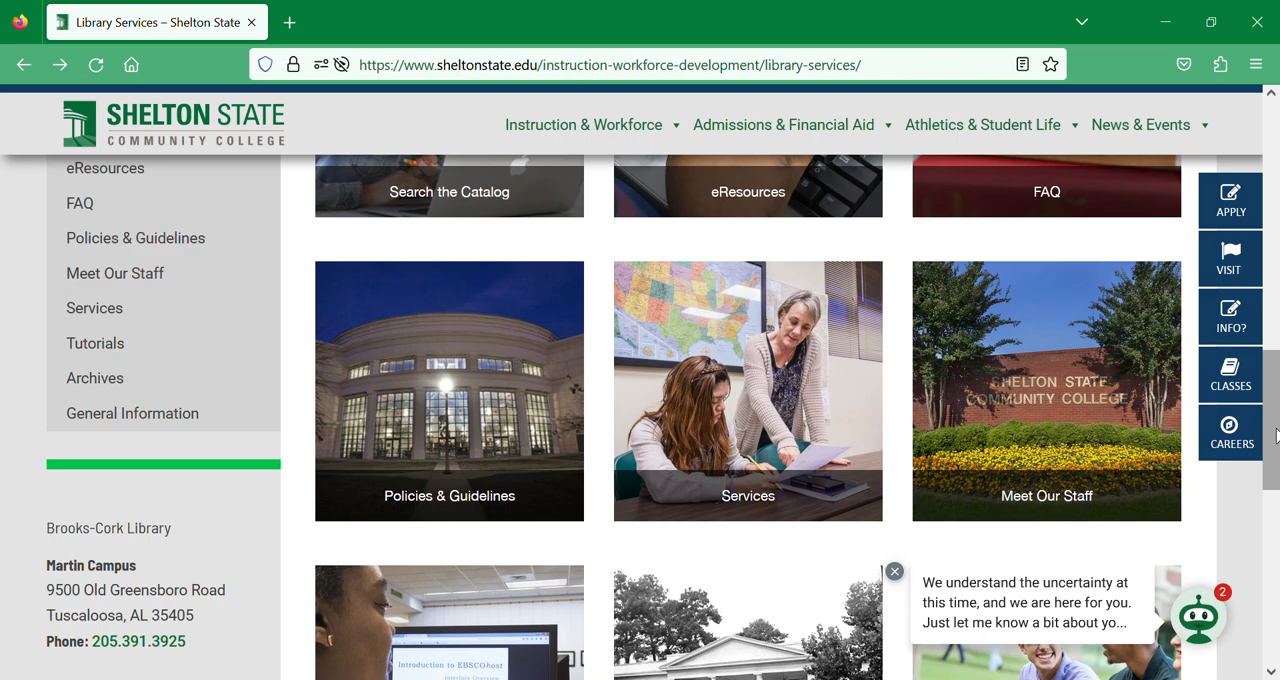 Library Services – Shelton State
https://www.sheltonstate.edu/instruction-workforce-development/library-services/
SHELTON STATE
COMMUNITY COLLEGE
Instruction & Workforce
Admissions & Financial Aid
Athletics & Student Life
News & Events
eResources
FAQ
Policies & Guidelines
Meet Our Staff
Services
Tutorials
Archives
General Information
Brooks-Cork Library
Martin Campus
9500 Old Greensboro Road
Tuscaloosa, AL 35405
Phone: 205.391.3925
Search the Catalog
eResources
FAQ
Policies & Guidelines
Services
SHELTON STATE
COMMUNITY COLLEGE
Meet Our Staff
Introduction to EBSCOhost
Interface Overview
APPLY
VISIT
INFO?
CLASSES
CAREERS
We understand the uncertainty at
this time, and we are here for you.
Just let me know a bit about yo...
2